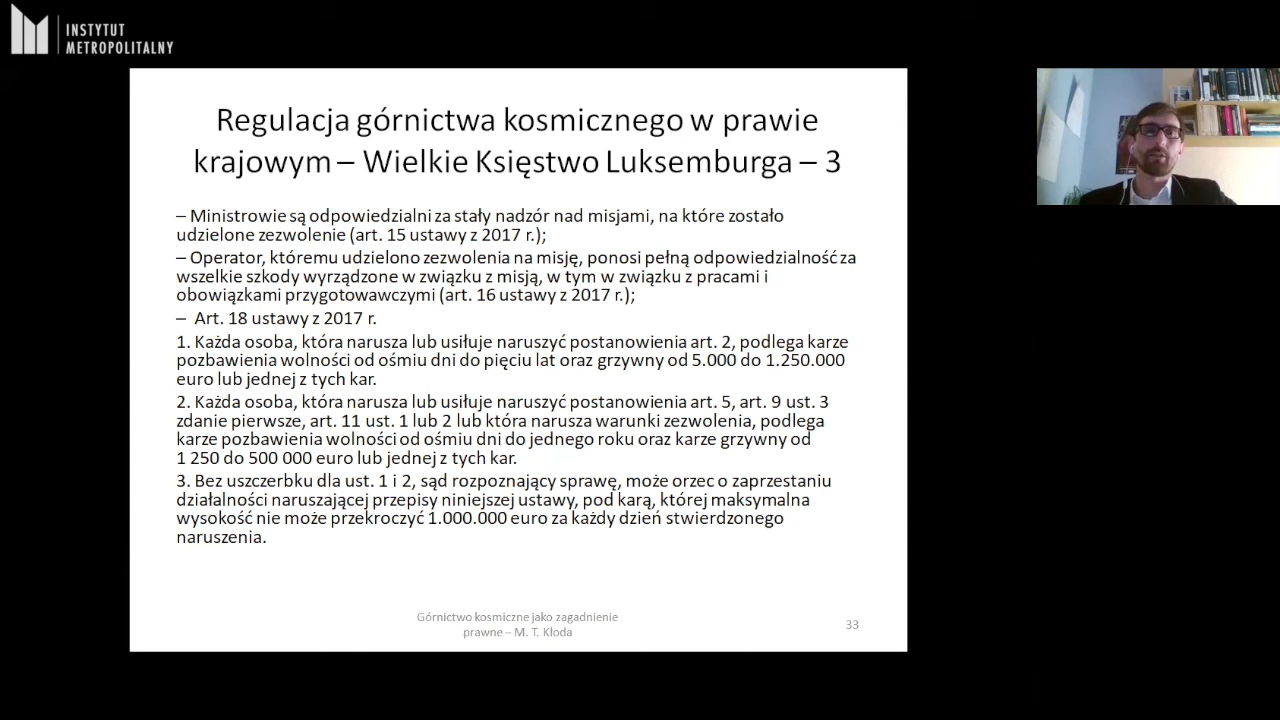 INSTYTUT
METROPOLITALNY
Regulacja górnictwa kosmicznego w prawie
krajowym – Wielkie Księstwo Luksemburga – 3
– Ministrowie są odpowiedzialni za stały nadzór nad misjami, na które zostało
udzielone zezwolenie (art. 15 ustawy z 2017 r.);
– Operator, któremu udzielono zezwolenia na misję, ponosi pełną odpowiedzialność za
wszelkie szkody wyrządzone w związku z misją, w tym w związku z pracami i
obowiązkami przygotowawczymi (art. 16 ustawy z 2017 r.);
– Art. 18 ustawy z 2017 r.
1. Każda osoba, która narusza lub usiłuje naruszyć postanowienia art. 2, podlega karze
pozbawienia wolności od ośmiu dni do pięciu lat oraz grzywny od 5.000 do 1.250.000
euro lub jednej z tych kar.
2. Każda osoba, która narusza lub usiłuje naruszyć postanowienia art. 5, art. 9 ust. 3
zdanie pierwsze, art. 11 ust. 1 lub 2 lub która narusza warunki zezwolenia, podlega
karze pozbawienia wolności od ośmiu dni do jednego roku oraz karze grzywny od
1 250 do 500 000 euro lub jednej z tych kar.
3. Bez uszczerbku dla ust. 1 i 2, sąd rozpoznający sprawę, może orzec o zaprzestaniu
działalności naruszającej przepisy niniejszej ustawy, pod karą, której maksymalna
wysokość nie może przekroczyć 1.000.000 euro za każdy dzień stwierdzonego
naruszenia.
Górnictwo kosmiczne jako zagadnienie
prawne – M. T. Kłoda
33